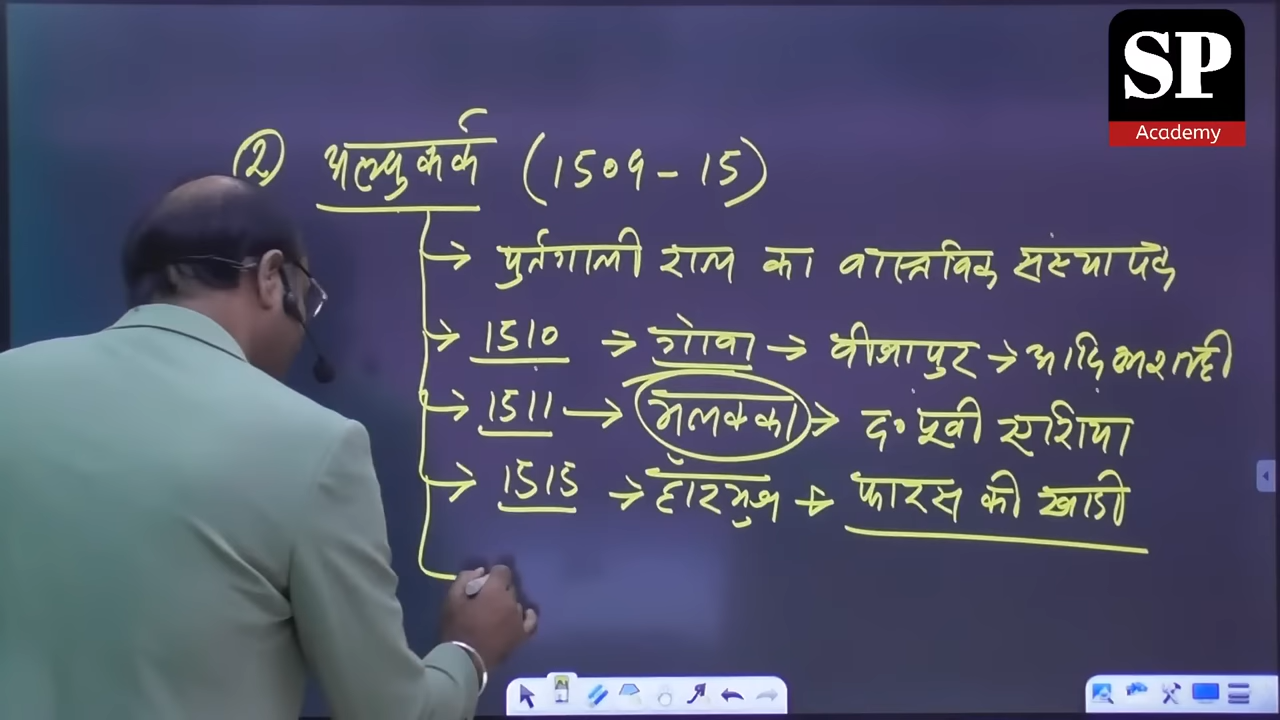 SP
Academy
२ अल्बुकर्क (1509 - 15)
→ पुर्तगाली राज्य का वास्तविक संस्थापक
→ 1510 → गोवा → बीजापुर → आदिलशाही
→ 1511 → मलक्का → द० पूर्वी एशिया
→ 1515 → हॉरमुज → फारस की खाडी